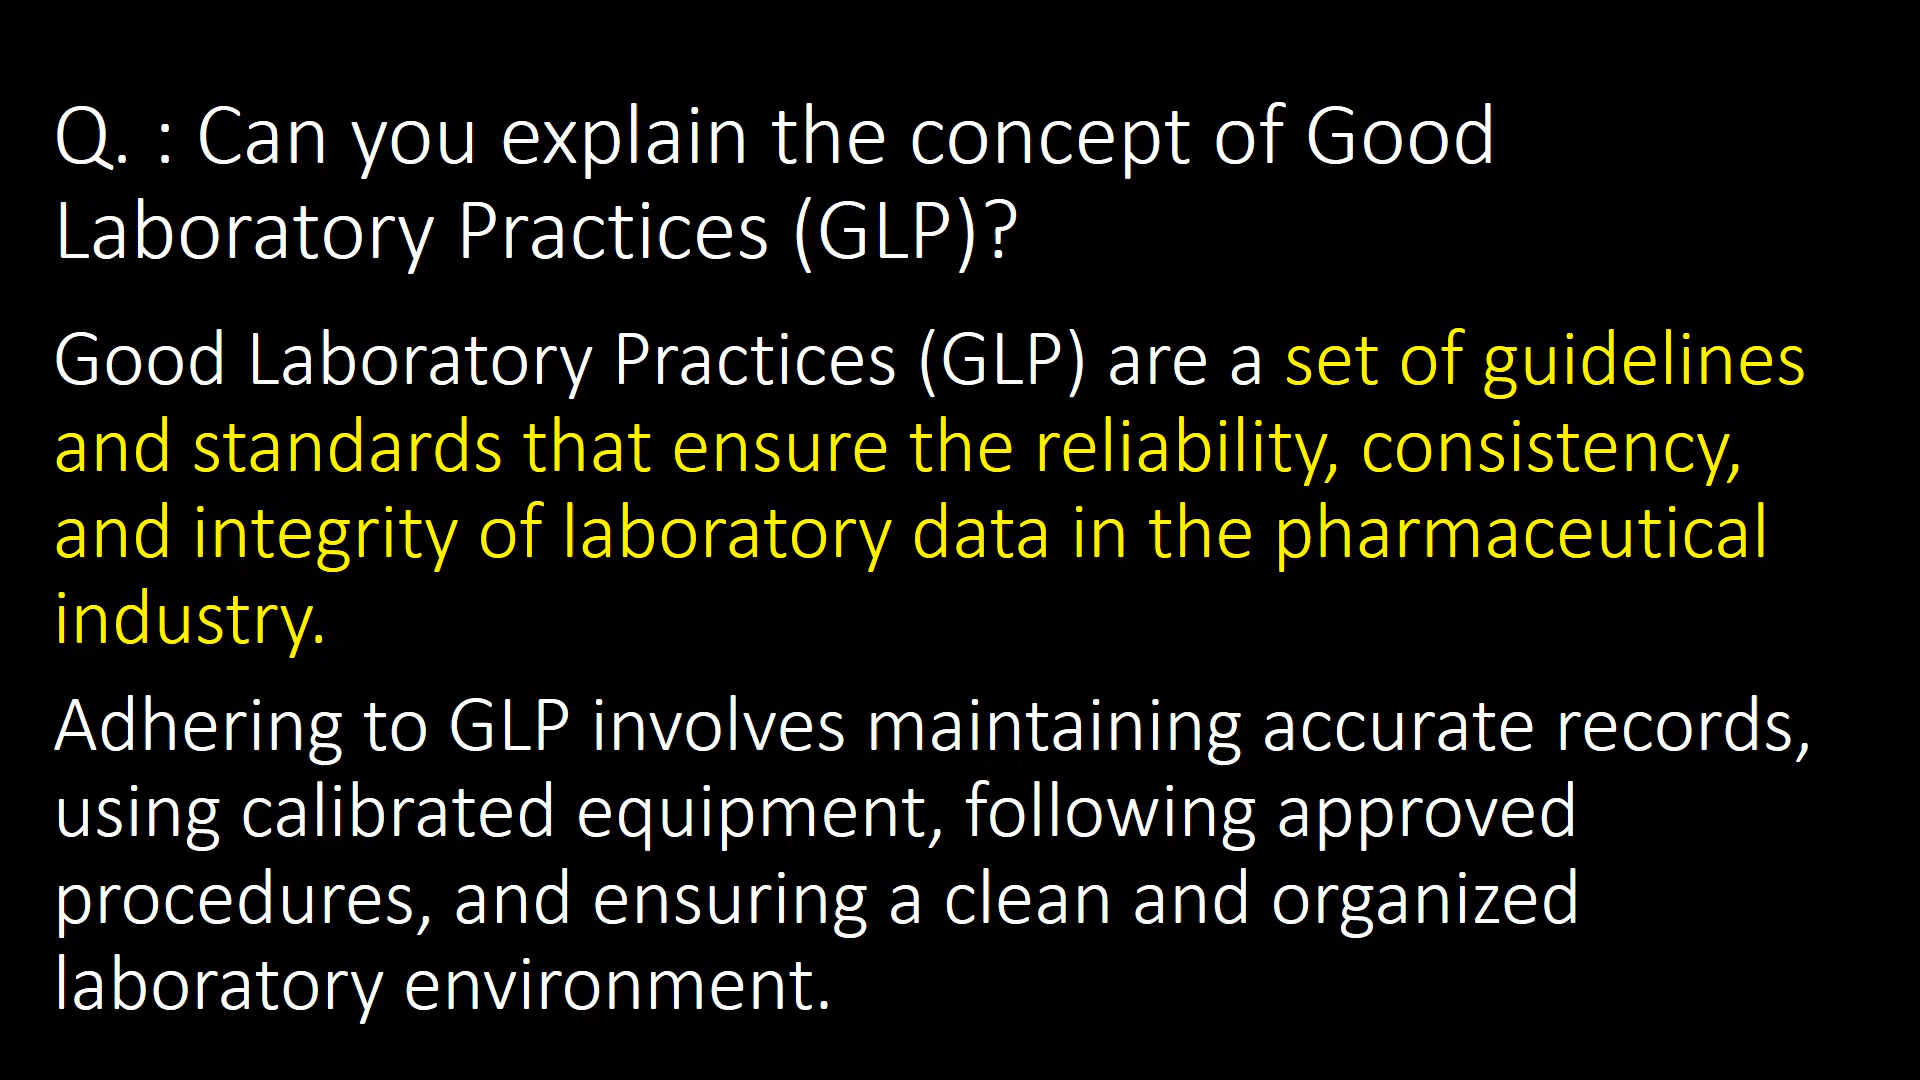 Q. : Can you explain the concept of Good
Laboratory Practices (GLP)?
Good Laboratory Practices (GLP) are a set of guidelines
and standards that ensure the reliability, consistency,
and integrity of laboratory data in the pharmaceutical
industry.
Adhering to GLP involves maintaining accurate records,
using calibrated equipment, following approved
procedures, and ensuring a clean and organized
laboratory environment.